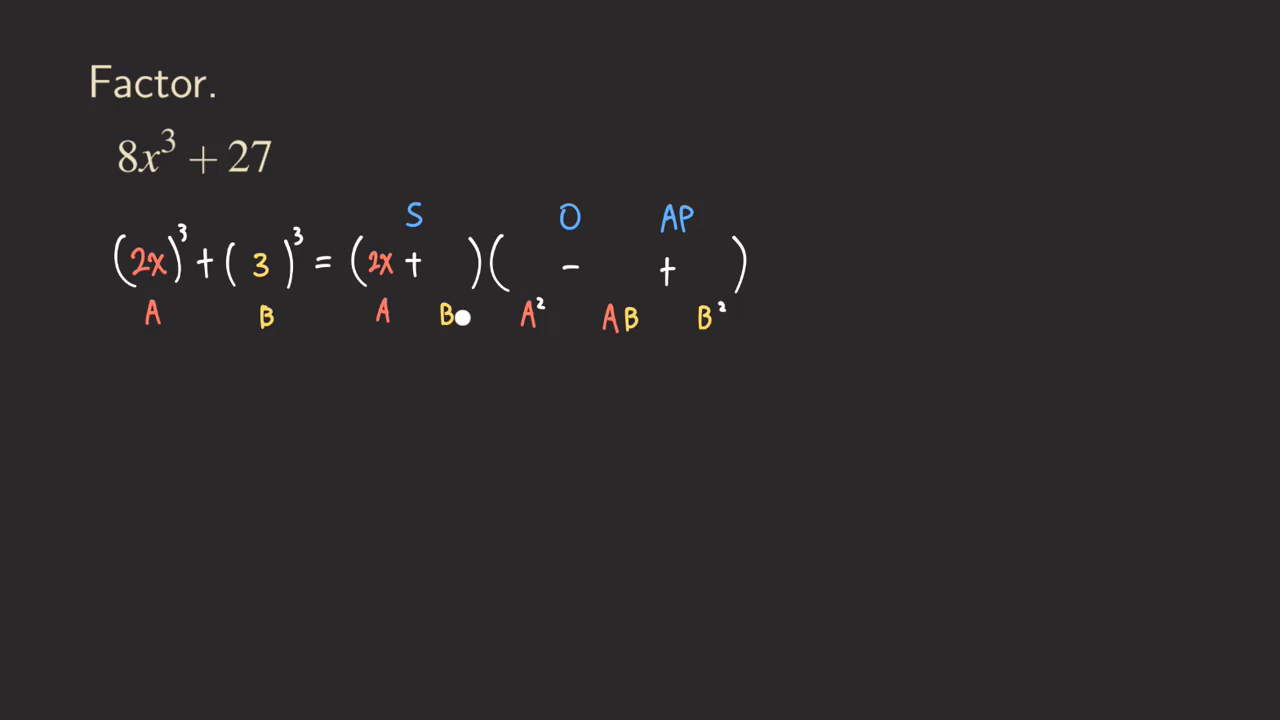 Factor.
8x³ + 27
S O AP
(2x)³ + (3)³ = (2x + )( - + )
A B A B A² AB B²